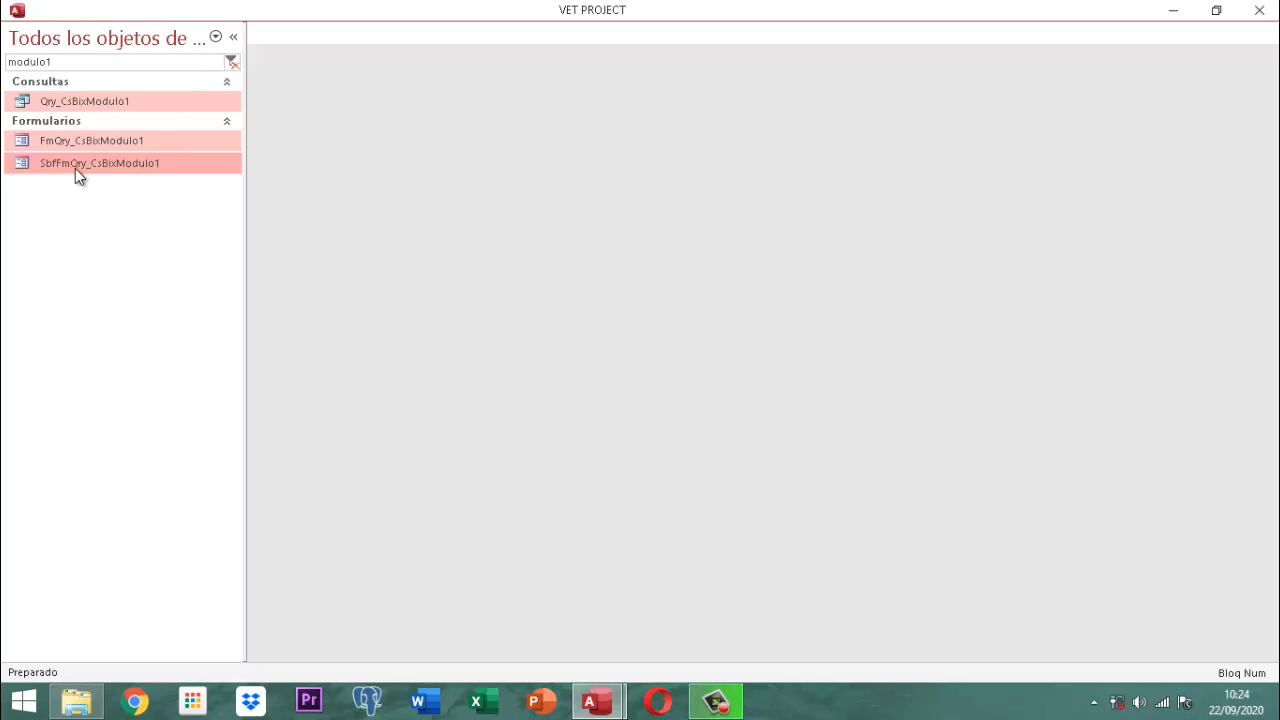 VET PROJECT
Todos los objetos de ...
modulo1
Consultas
Qry_CsBixModulo1
Formularios
FmQry_CsBixModulo1
SbfFmQry_CsBixModulo1
Preparado
Bloq Num
10:24
22/09/2020